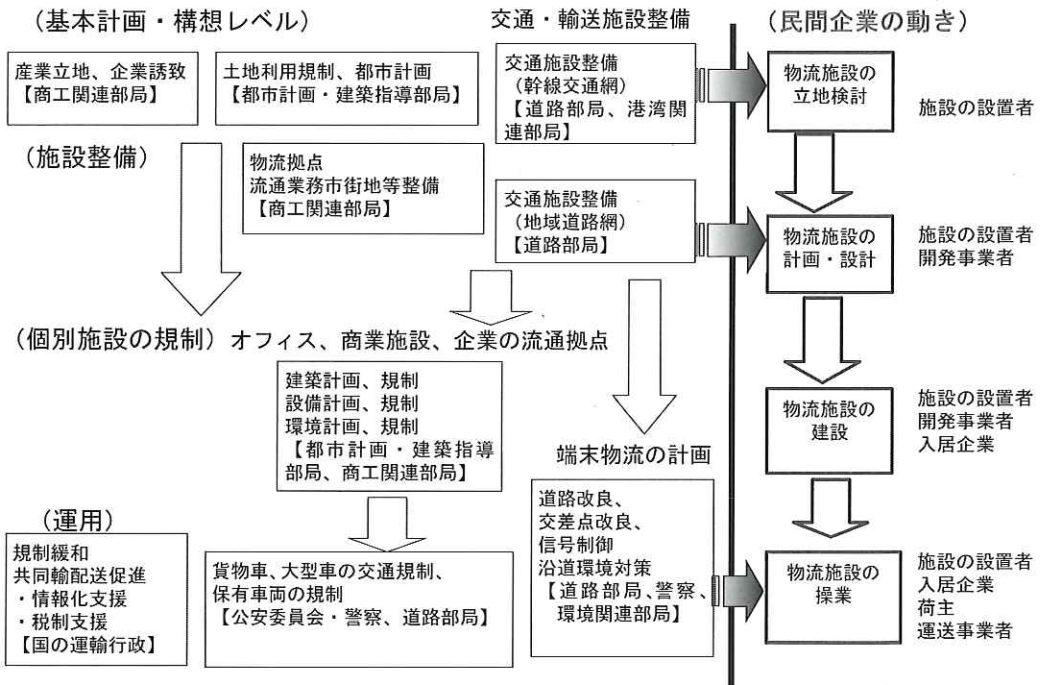 (基本計画・構想レベル)
交通・輸送施設整備
(民間企業の動き)
産業立地、企業誘致
【商工関連部局】
土地利用規制、都市計画
【都市計画・建築指導部局】
交通施設整備
(幹線交通網)
【道路部局、港湾関
連部局】
物流施設の
立地検討
施設の設置者
(施設整備)
物流拠点
流通業務市街地等整備
【商工関連部局】
交通施設整備
(地域道路網)
【道路部局】
物流施設の
計画・設計
施設の設置者
開発事業者
(個別施設の規制)
オフィス、商業施設、企業の流通拠点
建築計画、規制
設備計画、規制
環境計画、規制
【都市計画・建築指導
部局、商工関連部局】
物流施設の
建設
施設の設置者
開発事業者
入居企業
端末物流の計画
道路改良、
交差点改良、
信号制御
沿道環境対策
【道路部局、警察、
環境関連部局】
(運用)
規制緩和
共同輸配送促進
・情報化支援
・税制支援
【国の運輸行政】
貨物車、大型車の交通規制、
保有車両の規制
【公安委員会・警察、道路部局】
物流施設の
操業
施設の設置者
入居企業
荷主
運送事業者